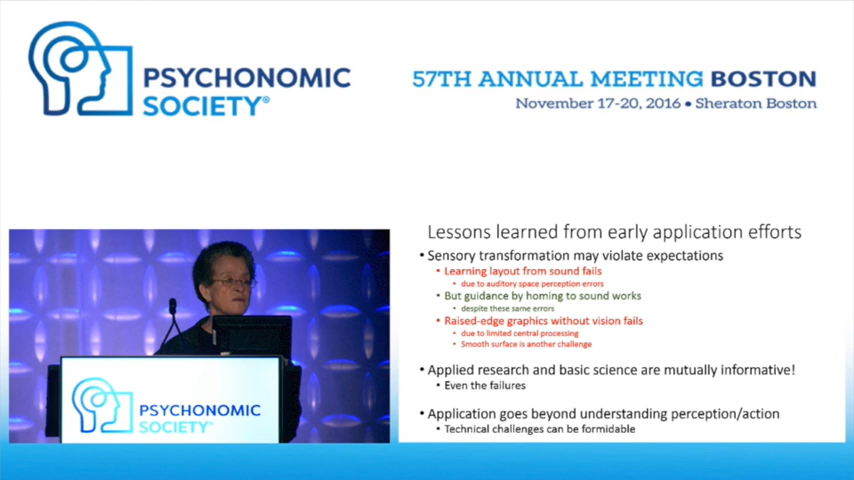 PSYCHONOMIC
SOCIETY®
57TH ANNUAL MEETING BOSTON
November 17-20, 2016 • Sheraton Boston
Lessons learned from early application efforts
• Sensory transformation may violate expectations
• Learning layout from sound fails
• due to auditory space perception errors
• But guidance by homing to sound works
• despite these same errors
• Raised-edge graphics without vision fails
• due to limited central processing
• Smooth surface is another challenge
• Applied research and basic science are mutually informative!
• Even the failures
• Application goes beyond understanding perception/action
• Technical challenges can be formidable
PSYCHONOMIC
SOCIETY®